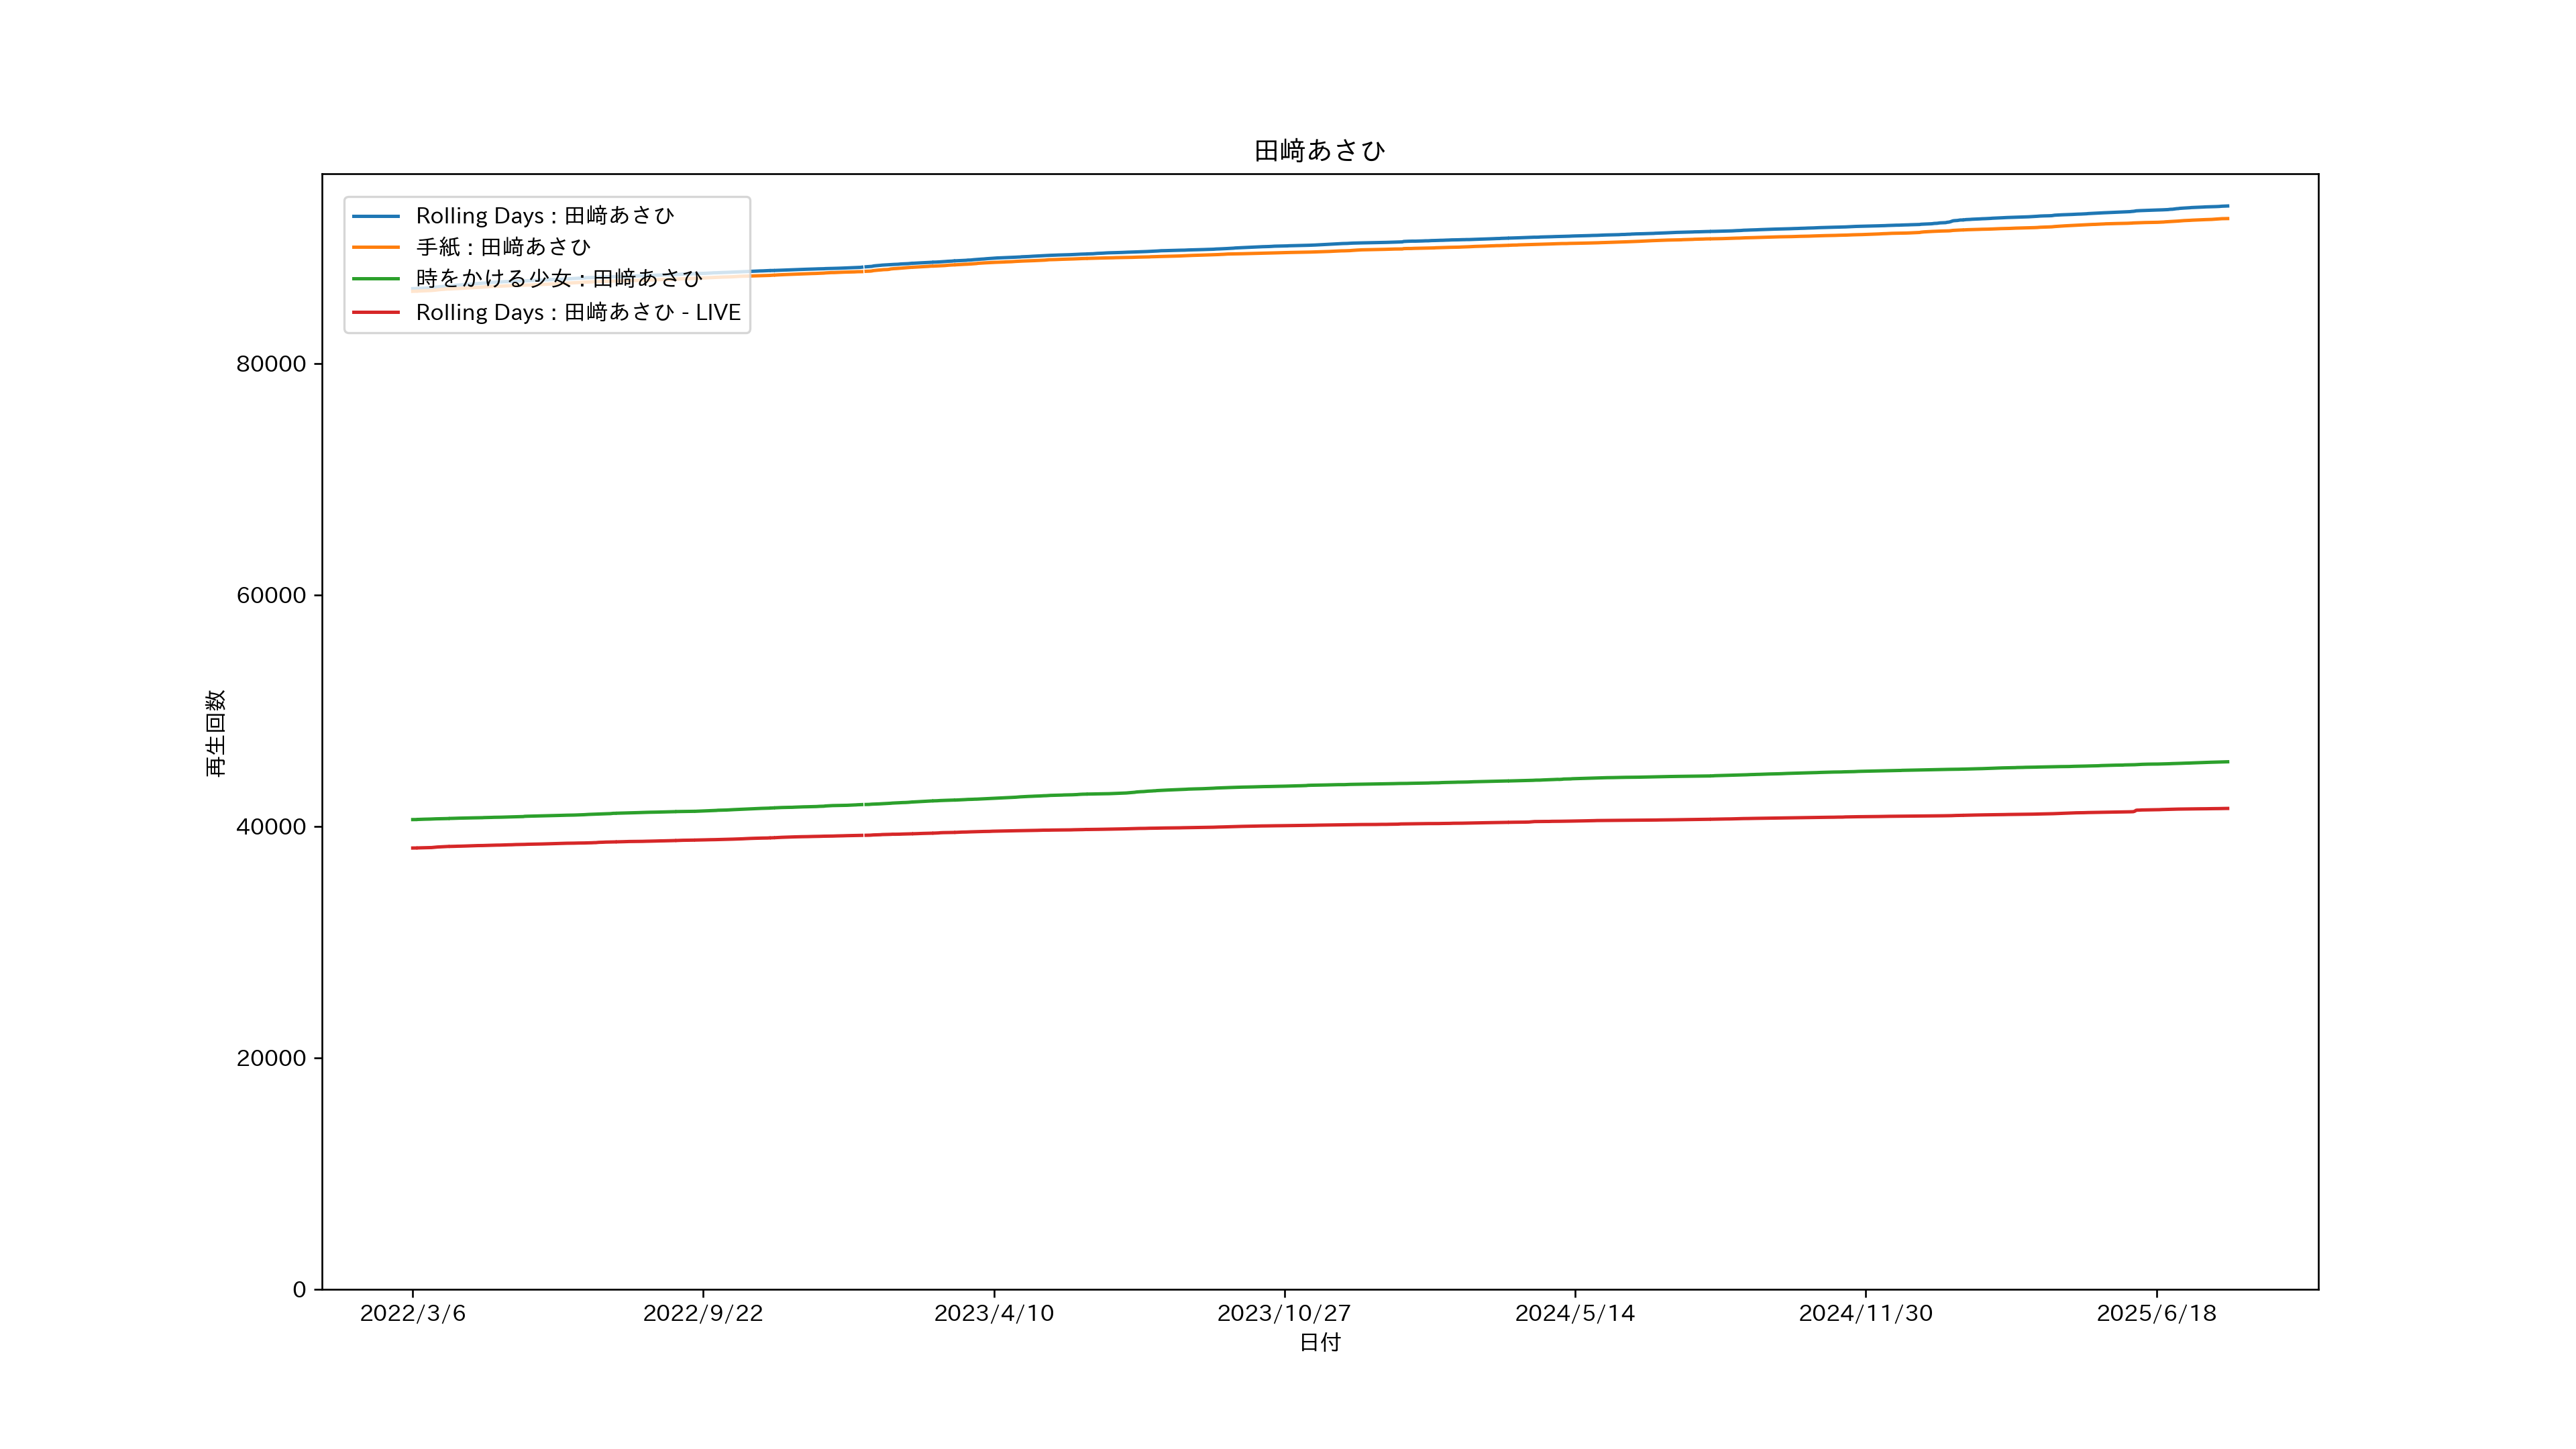 田﨑あさひ
Rolling Days : 田﨑あさひ
手紙 : 田﨑あさひ
時をかける少女 : 田﨑あさひ
Rolling Days : 田﨑あさひ - LIVE
80000
60000
40000
20000
0
再生回数
2022/3/6 2022/9/22 2023/4/10 2023/10/27 2024/5/14 2024/11/30 2025/6/18
日付